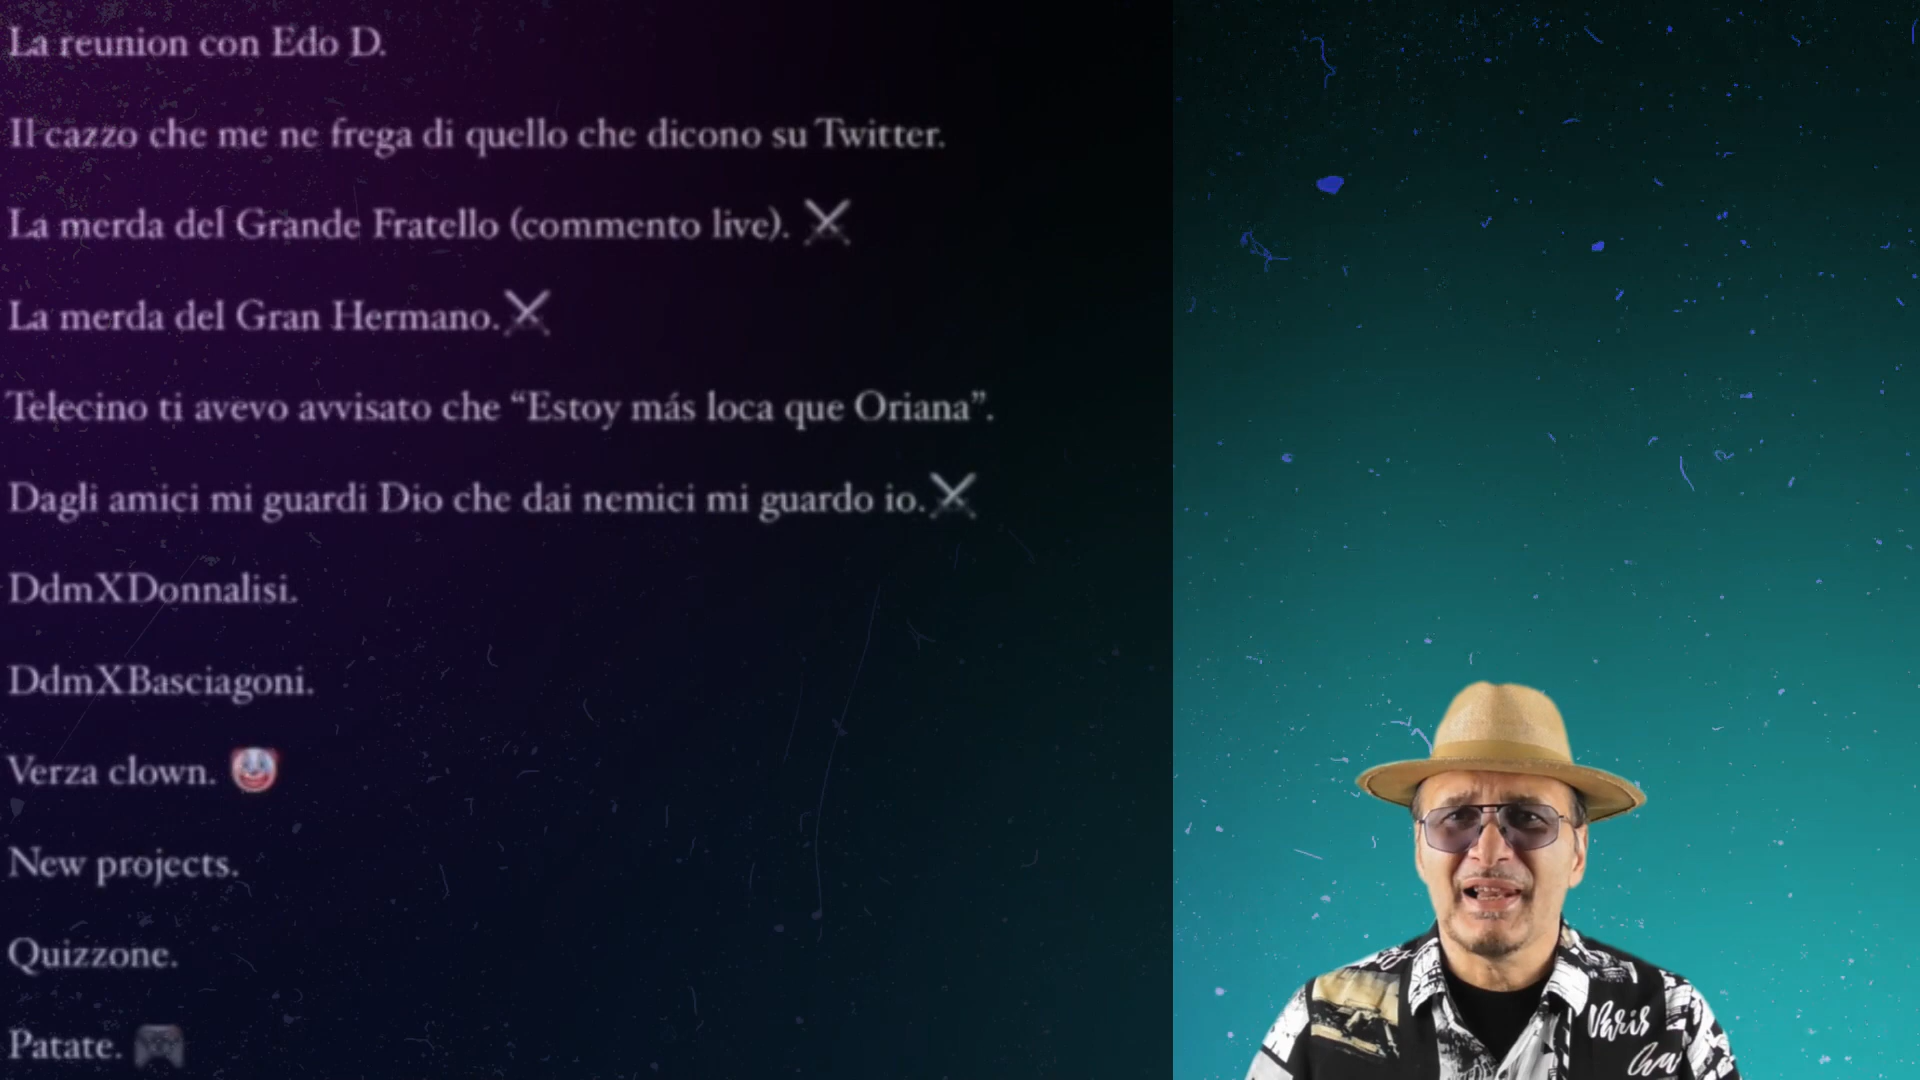 La reunion con Edo D.
Il cazzo che me ne frega di quello che dicono su Twitter.
La merda del Grande Fratello (commento live). ⚔
La merda del Gran Hermano.⚔
Telecino ti avevo avvisato che “Estoy más loca que Oriana”.
Dagli amici mi guardi Dio che dai nemici mi guardo io.⚔
DdmXDonnalisi.
DdmXBasciagoni.
Verza clown. 🤡
New projects.
Quizzone.
Patate. 🎮
Paris